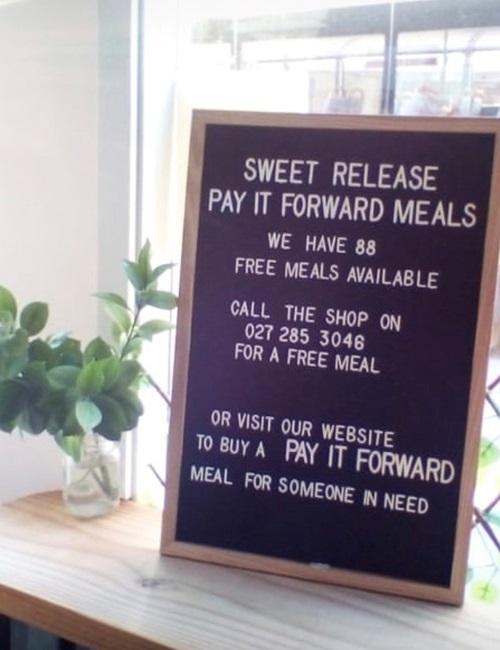 SWEET RELEASE
PAY IT FORWARD MEALS
WE HAVE 88
FREE MEALS AVAILABLE
CALL THE SHOP ON
027 285 3046
FOR A FREE MEAL
OR VISIT OUR WEBSITE
TO BUY A PAY IT FORWARD
MEAL FOR SOMEONE IN NEED